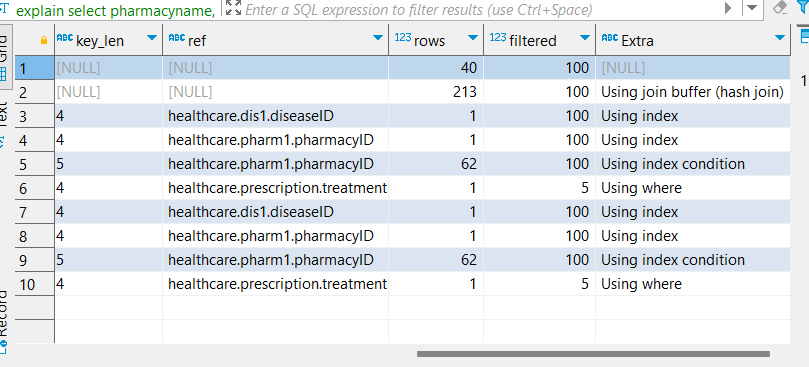 explain select pharmacyname, Enter a SQL expression to filter results (use Ctrl+Space)
Grid
Text
Record
ABC key_len ABC ref 123 rows 123 filtered ABC Extra
1 [NULL] [NULL] 40 100 [NULL]
2 [NULL] [NULL] 213 100 Using join buffer (hash join)
3 4 healthcare.dis1.diseaseID 1 100 Using index
4 4 healthcare.pharm1.pharmacyID 1 100 Using index
5 5 healthcare.pharm1.pharmacyID 62 100 Using index condition
6 4 healthcare.prescription.treatment 1 5 Using where
7 4 healthcare.dis1.diseaseID 1 100 Using index
8 4 healthcare.pharm1.pharmacyID 1 100 Using index
9 5 healthcare.pharm1.pharmacyID 62 100 Using index condition
10 4 healthcare.prescription.treatment 1 5 Using where
1